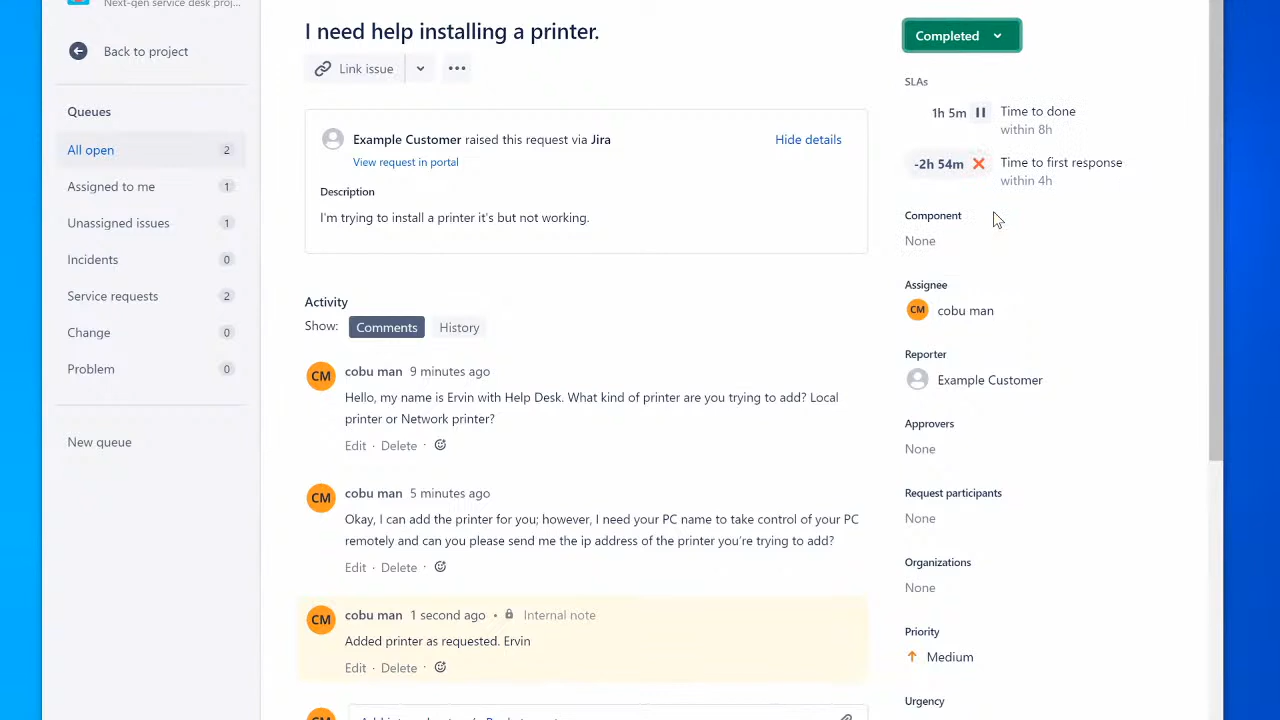 Next-gen service desk proj...
Back to project
Queues
All open 2
Assigned to me 1
Unassigned issues 1
Incidents 0
Service requests 2
Change 0
Problem 0
New queue
I need help installing a printer.
Link issue
Example Customer raised this request via Jira
Hide details
View request in portal
Description
I'm trying to install a printer it's but not working.
Activity
Show: Comments History
CM
cobu man 9 minutes ago
Hello, my name is Ervin with Help Desk. What kind of printer are you trying to add? Local
printer or Network printer?
Edit · Delete ·
CM
cobu man 5 minutes ago
Okay, I can add the printer for you; however, I need your PC name to take control of your PC
remotely and can you please send me the ip address of the printer you're trying to add?
Edit · Delete ·
CM
cobu man 1 second ago • Internal note
Added printer as requested. Ervin
Edit · Delete ·
CM
Completed
SLAs
1h 5m Time to done
within 8h
-2h 54m Time to first response
within 4h
Component
None
Assignee
CM cobu man
Reporter
Example Customer
Approvers
None
Request participants
None
Organizations
None
Priority
Medium
Urgency